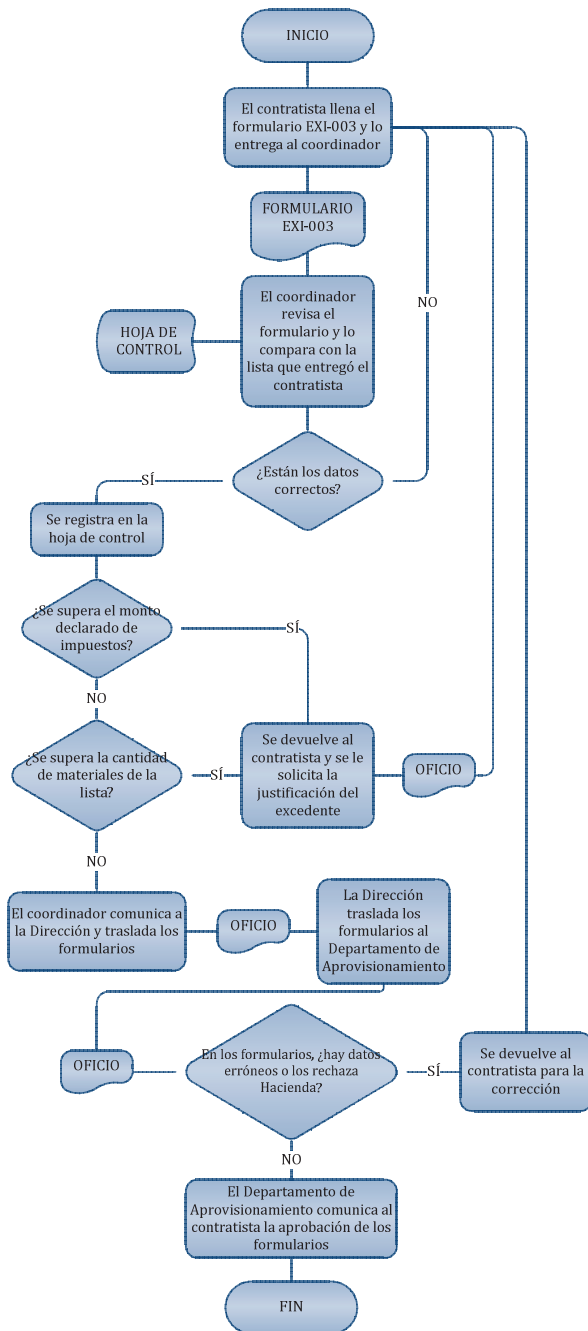 INICIO
El contratista llena el
formulario EXI-003 y lo
entrega al coordinador
FORMULARIO
EXI-003
NO
El coordinador
revisa el
formulario y lo
compara con la
lista que entregó el
contratista
HOJA DE
CONTROL
¿Están los datos
correctos?
SÍ
Se registra en la
hoja de control
¿Se supera el monto
declarado de
impuestos?
SÍ
NO
¿Se supera la cantidad
de materiales de la
lista?
SÍ
Se devuelve al
contratista y se le
solicita la
justificación del
excedente
OFICIO
NO
El coordinador comunica a
la Dirección y traslada los
formularios
OFICIO
La Dirección
traslada los
formularios al
Departamento de
Aprovisionamiento
OFICIO
En los formularios, ¿hay datos
erróneos o los rechaza
Hacienda?
SÍ
Se devuelve al
contratista para la
corrección
NO
El Departamento de
Aprovisionamiento comunica al
contratista la aprobación de los
formularios
FIN